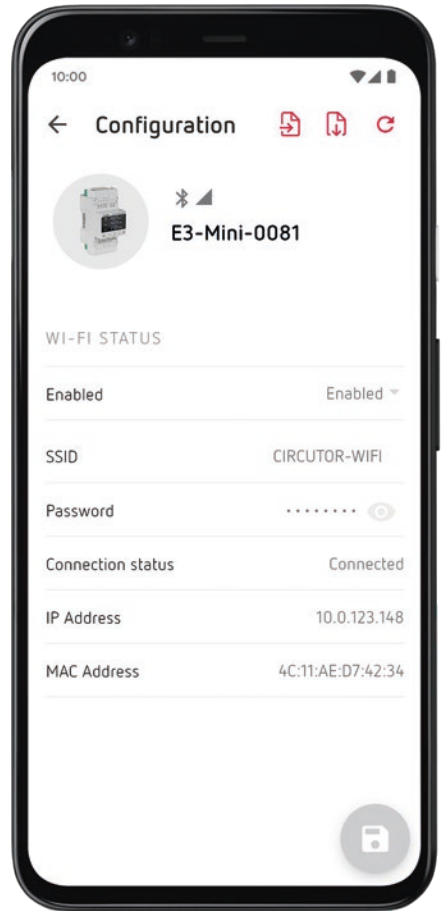 10:00
Configuration
E3-Mini-0081
WI-FI STATUS
Enabled Enabled
SSID CIRCUTOR-WIFI
Password ········
Connection status Connected
IP Address 10.0.123.148
MAC Address 4C:11:AE:D7:42:34